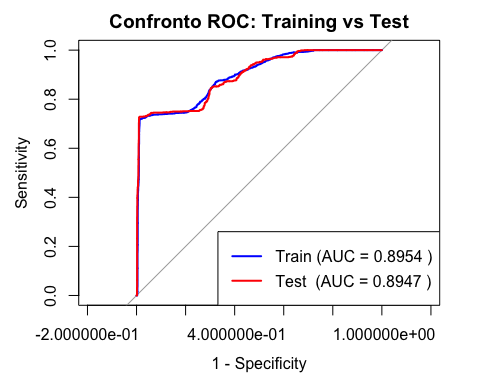 Confronto ROC: Training vs Test
Sensitivity
1.0
0.8
0.6
0.4
0.2
0.0
Train (AUC = 0.8954 )
Test (AUC = 0.8947 )
-2.000000e-01 4.000000e-01 1.000000e+00
1 - Specificity